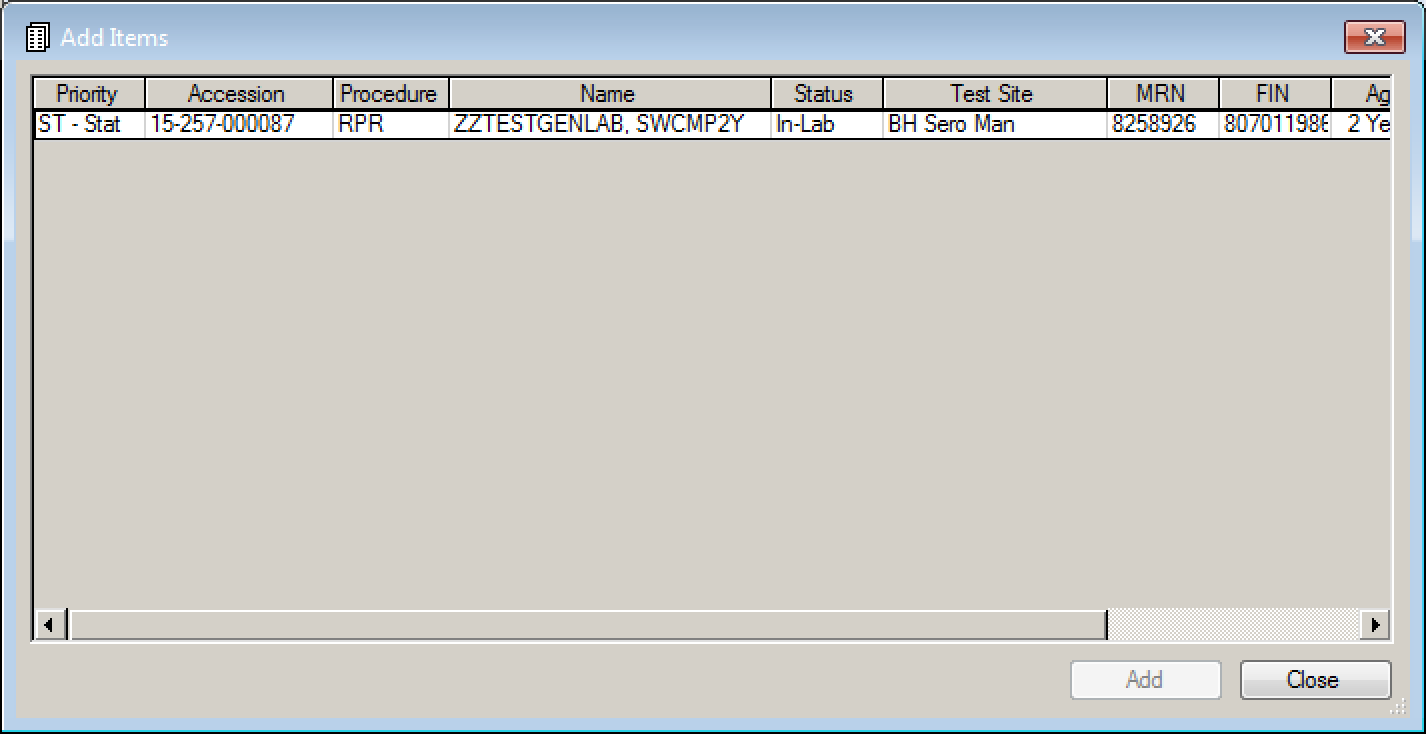 Add Items
Priority Accession Procedure Name Status Test Site MRN FIN Ag
ST - Stat 15-257-000087 RPR ZZTESTGENLAB, SWCMP2Y In-Lab BH Sero Man 8258926 80701198 2 Ye
Add Close